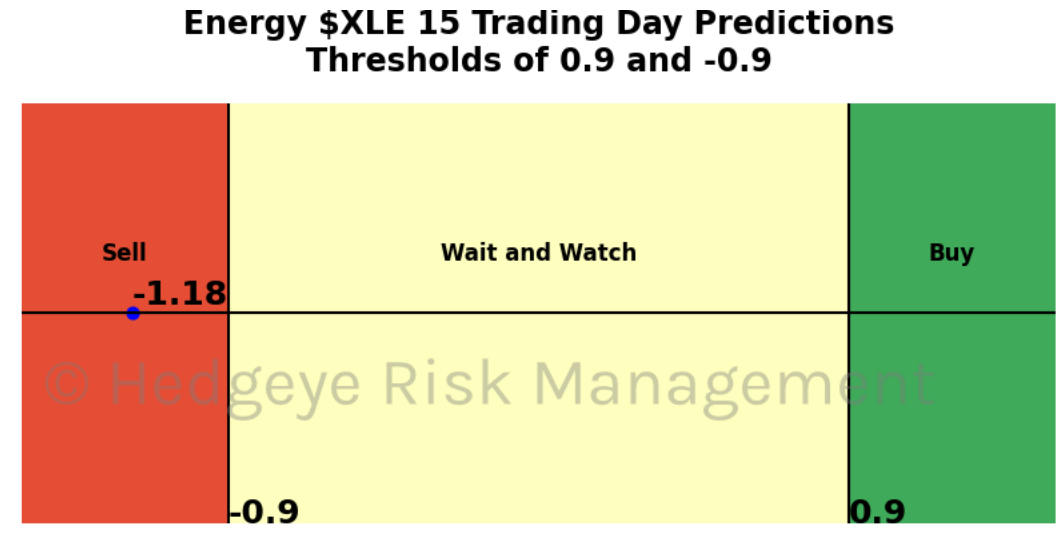 Energy $XLE 15 Trading Day Predictions
Thresholds of 0.9 and -0.9
Sell
Wait and Watch
Buy
-1.18
© Hedgeye Risk Management
-0.9
0.9